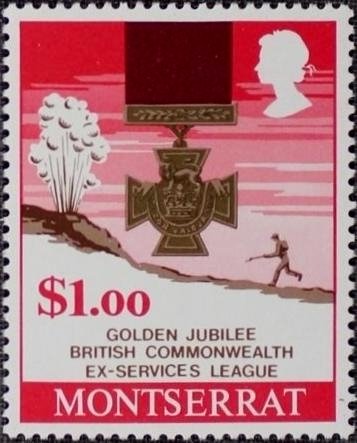 $1.00
GOLDEN JUBILEE
BRITISH COMMONWEALTH
EX-SERVICES LEAGUE
MONTSERRAT